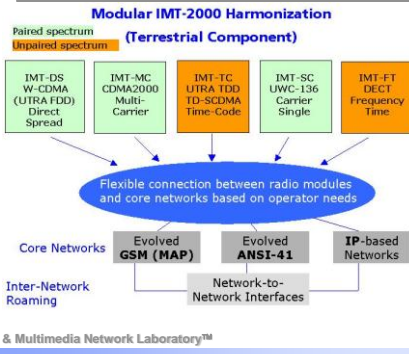 Modular IMT-2000 Harmonization
(Terrestrial Component)
Paired spectrum
Unpaired spectrum
IMT-DS
W-CDMA
(UTRA FDD)
Direct
Spread
IMT-MC
CDMA2000
Multi-
Carrier
IMT-TC
UTRA TDD
TD-SCDMA
Time-Code
IMT-SC
UWC-136
Carrier
Single
IMT-FT
DECT
Frequency
Time
Flexible connection between radio modules
and core networks based on operator needs
Core Networks
Evolved
GSM (MAP)
Evolved
ANSI-41
IP-based
Networks
Inter-Network
Roaming
Network-to-
Network Interfaces
& Multimedia Network Laboratory™